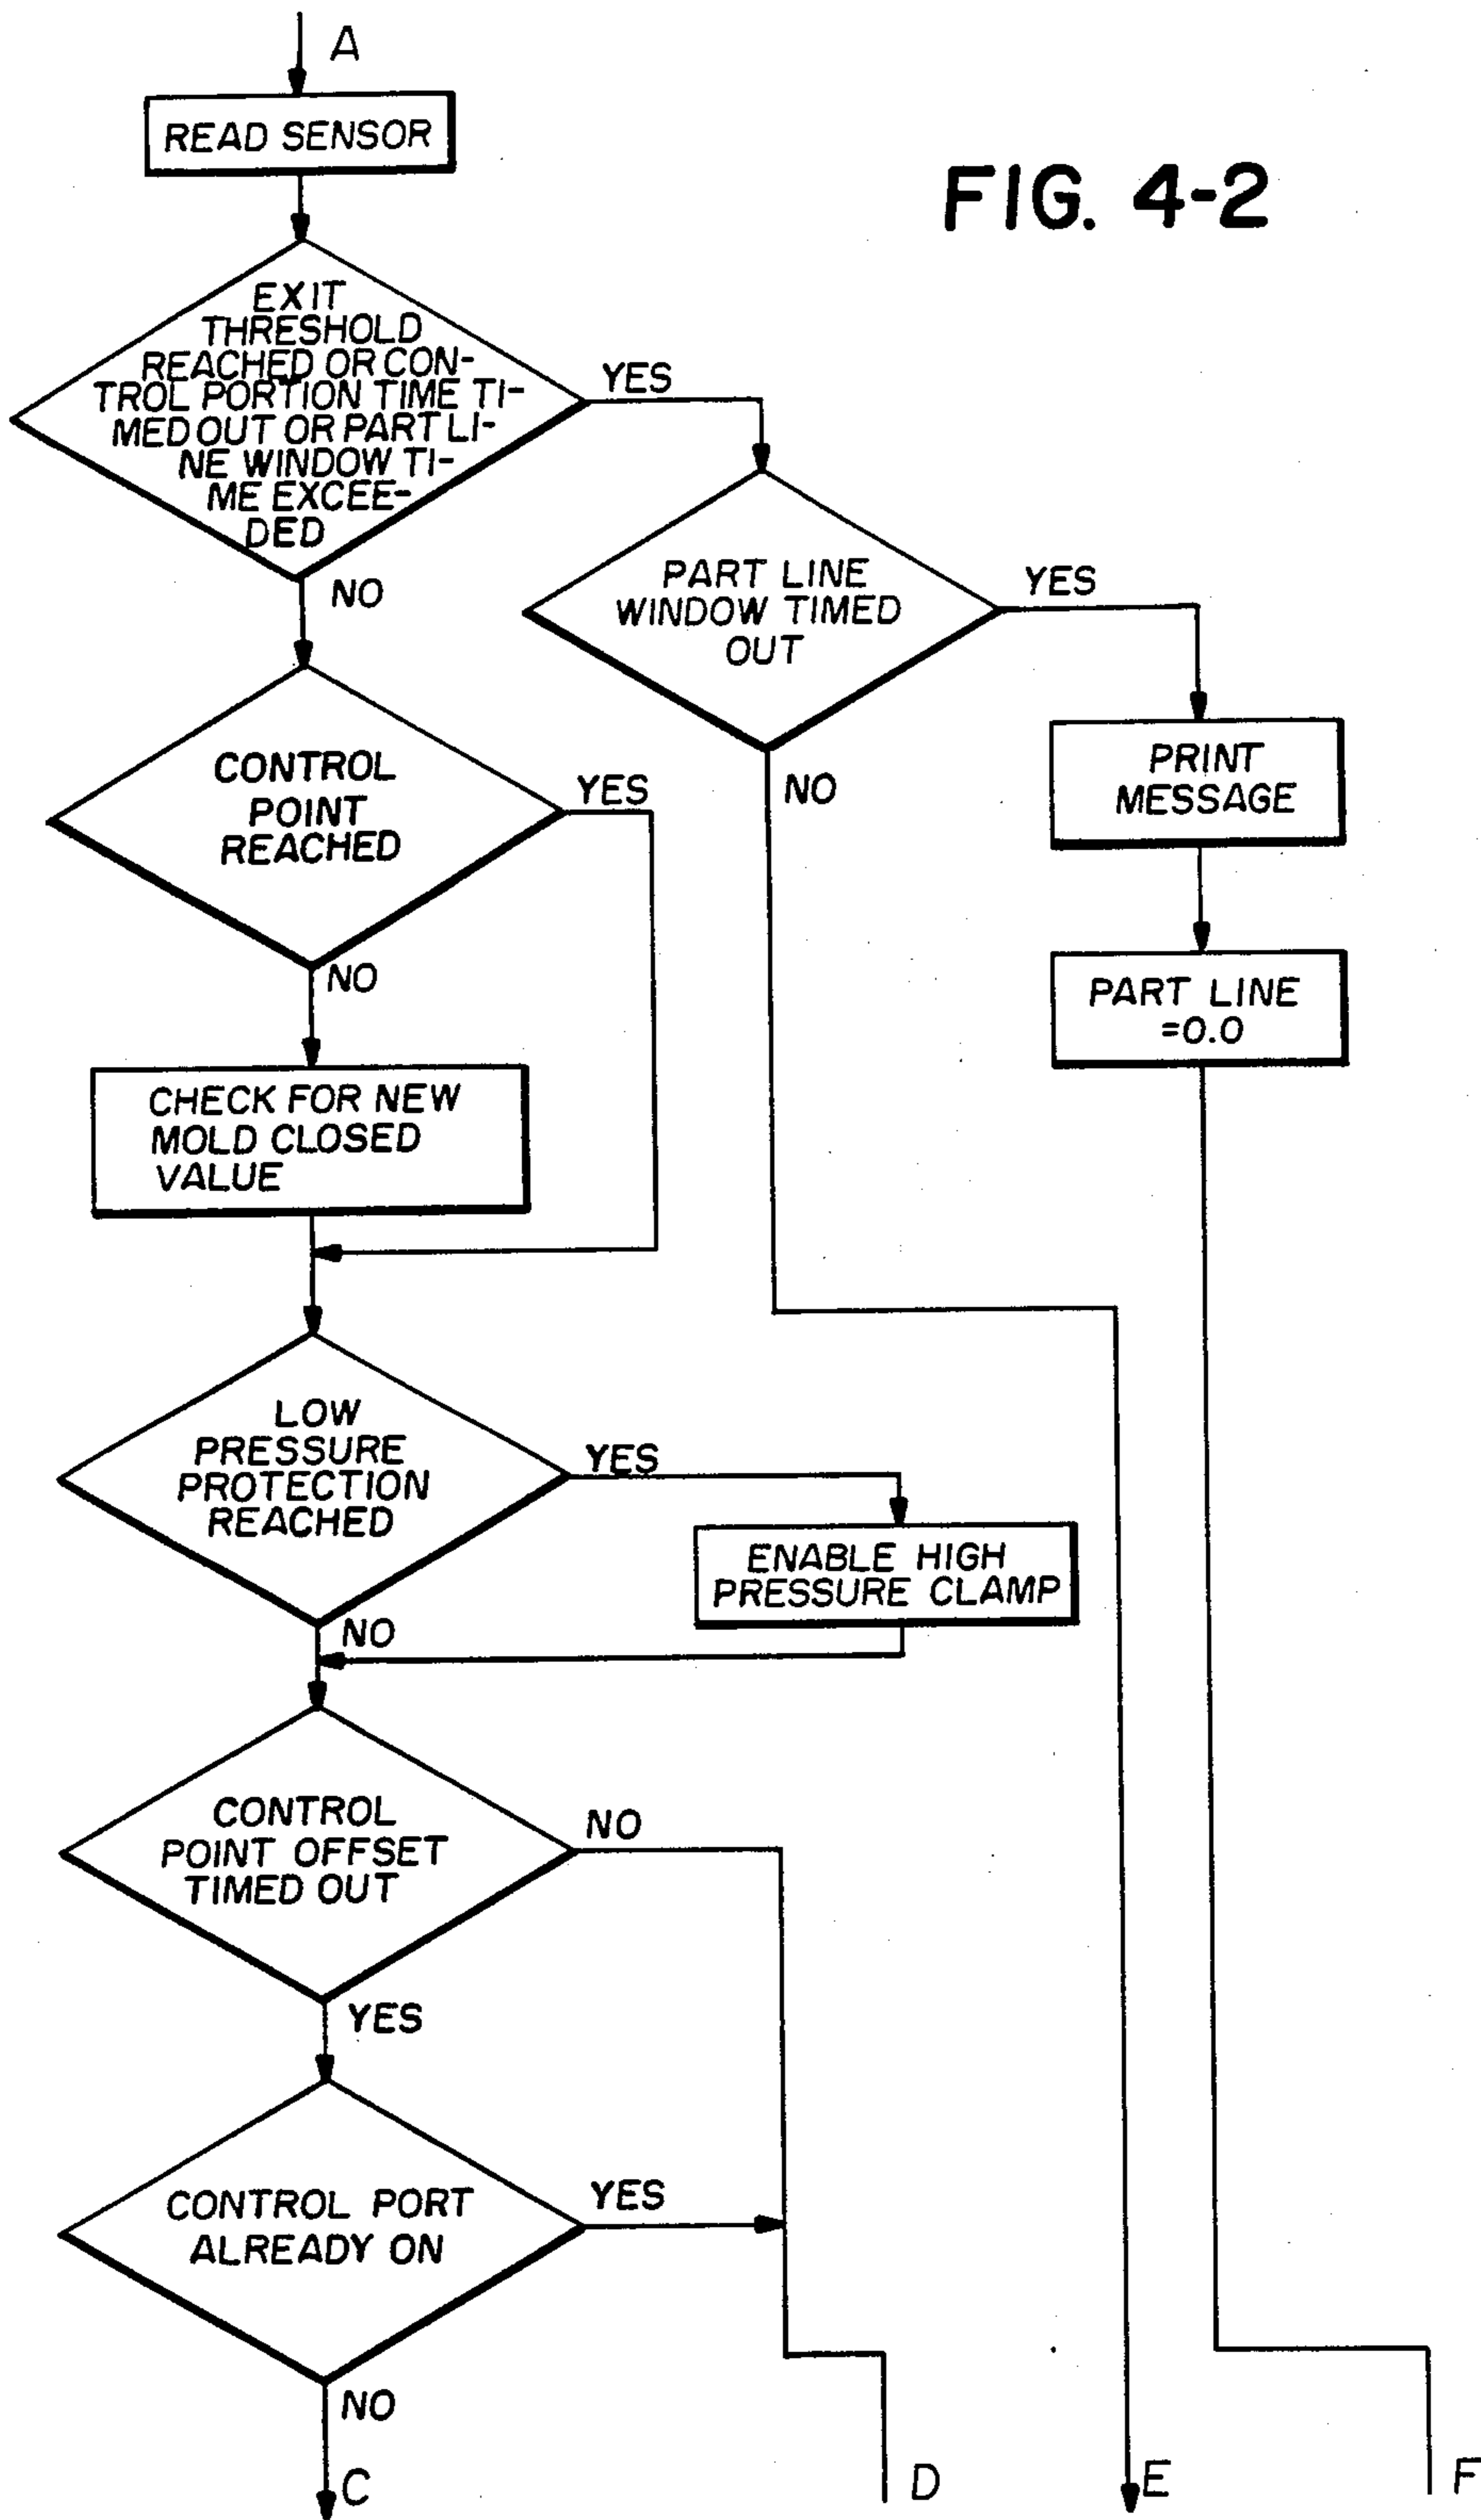 A
READ SENSOR
FIG. 4-2
EXIT
THRESHOLD
REACHED OR CON-
TROL PORTION TIME TI-
MED OUT OR PART LI-
NE WINDOW TI-
ME EXCEE-
DED
YES
NO
PART LINE
WINDOW TIMED
OUT
YES
NO
PRINT
MESSAGE
PART LINE
=0.0
CONTROL
POINT
REACHED
YES
NO
CHECK FOR NEW
MOLD CLOSED
VALUE
LOW
PRESSURE
PROTECTION
REACHED
YES
NO
ENABLE HIGH
PRESSURE CLAMP
CONTROL
POINT OFFSET
TIMED OUT
NO
YES
CONTROL PORT
ALREADY ON
YES
NO
C
D
E
F